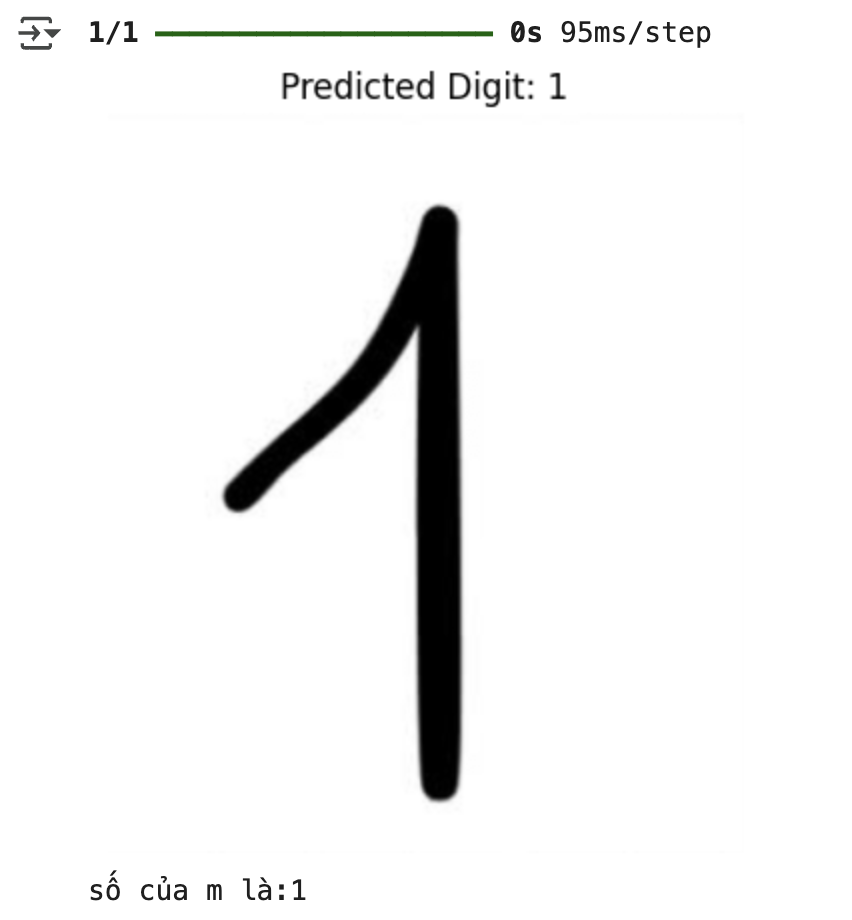 1/1 0s 95ms/step
Predicted Digit: 1
1
số của m là:1